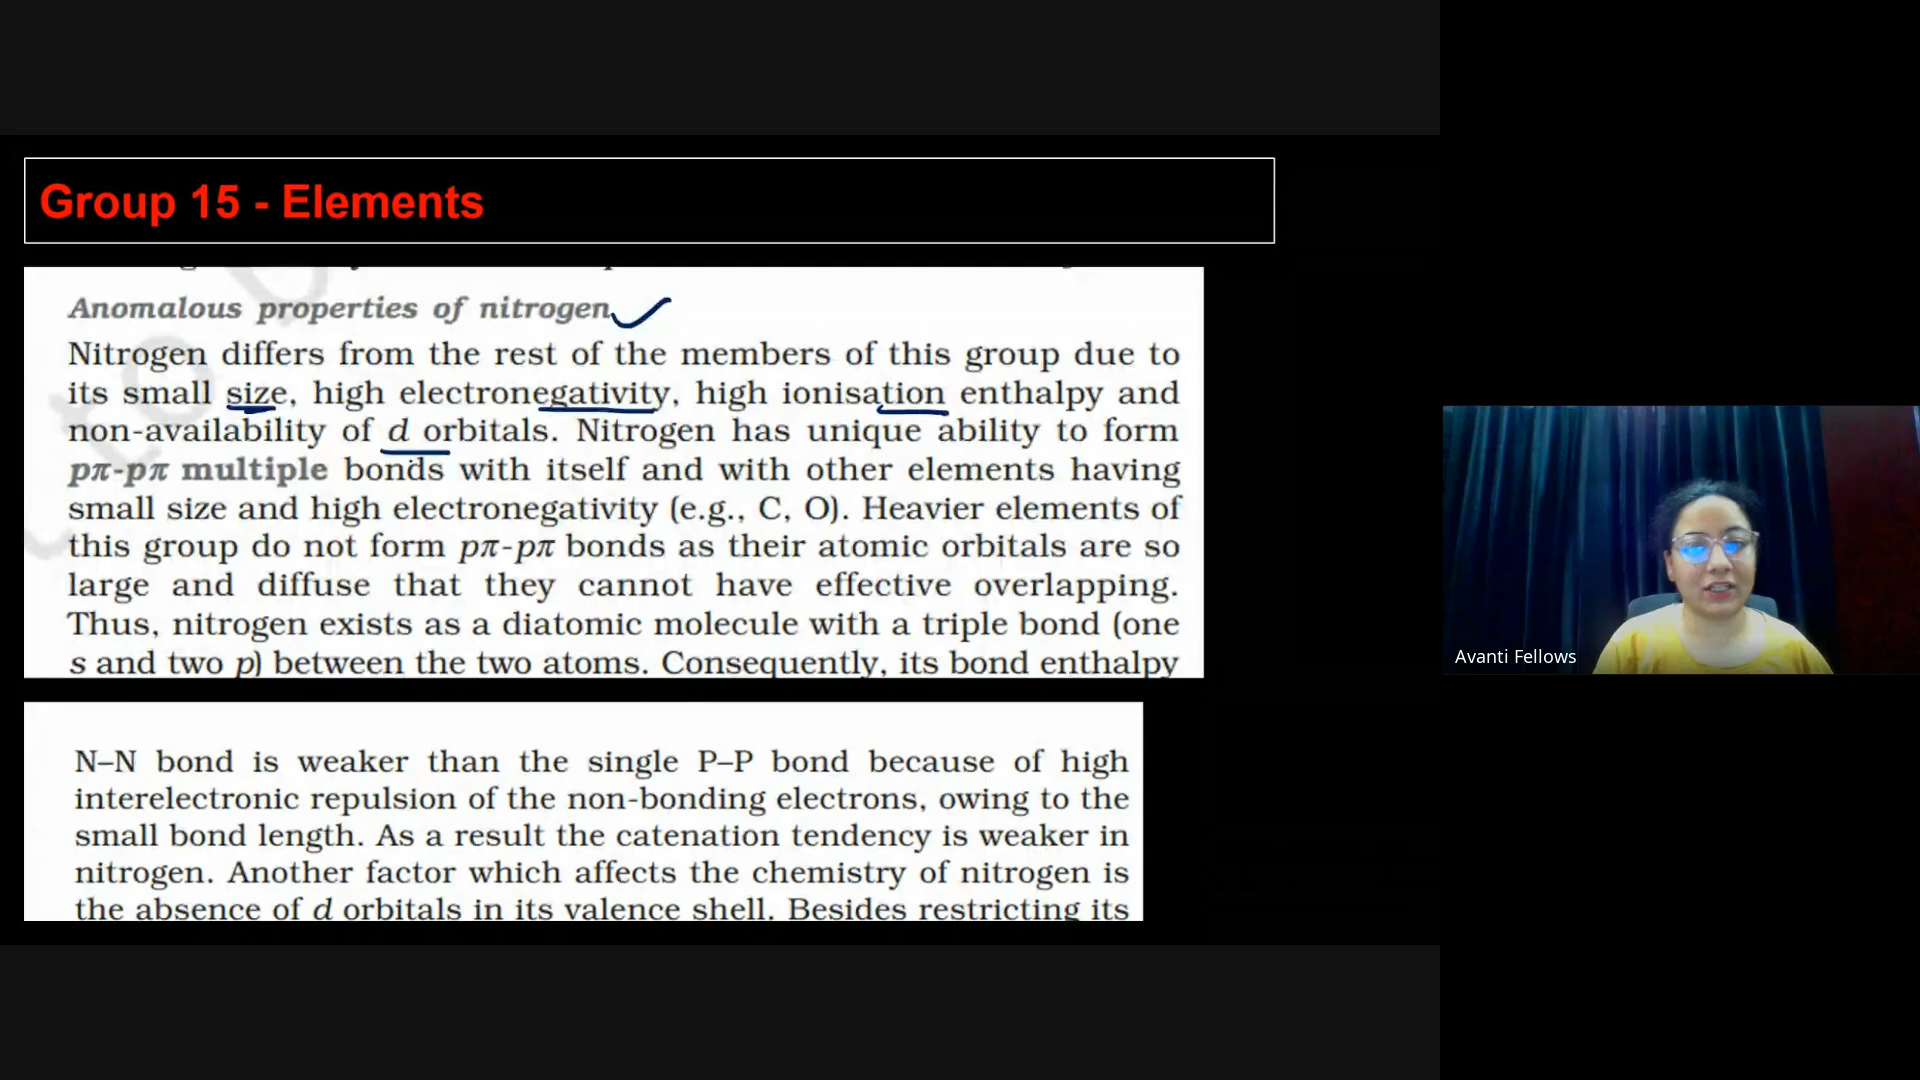 Group 15 - Elements
Anomalous properties of nitrogen
Nitrogen differs from the rest of the members of this group due to
its small size, high electronegativity, high ionisation enthalpy and
non-availability of d orbitals. Nitrogen has unique ability to form
pπ-pπ multiple bonds with itself and with other elements having
small size and high electronegativity (e.g., C, O). Heavier elements of
this group do not form pπ-pπ bonds as their atomic orbitals are so
large and diffuse that they cannot have effective overlapping.
Thus, nitrogen exists as a diatomic molecule with a triple bond (one
s and two p) between the two atoms. Consequently, its bond enthalpy
N–N bond is weaker than the single P–P bond because of high
interelectronic repulsion of the non-bonding electrons, owing to the
small bond length. As a result the catenation tendency is weaker in
nitrogen. Another factor which affects the chemistry of nitrogen is
the absence of d orbitals in its valence shell. Besides restricting its
Avanti Fellows